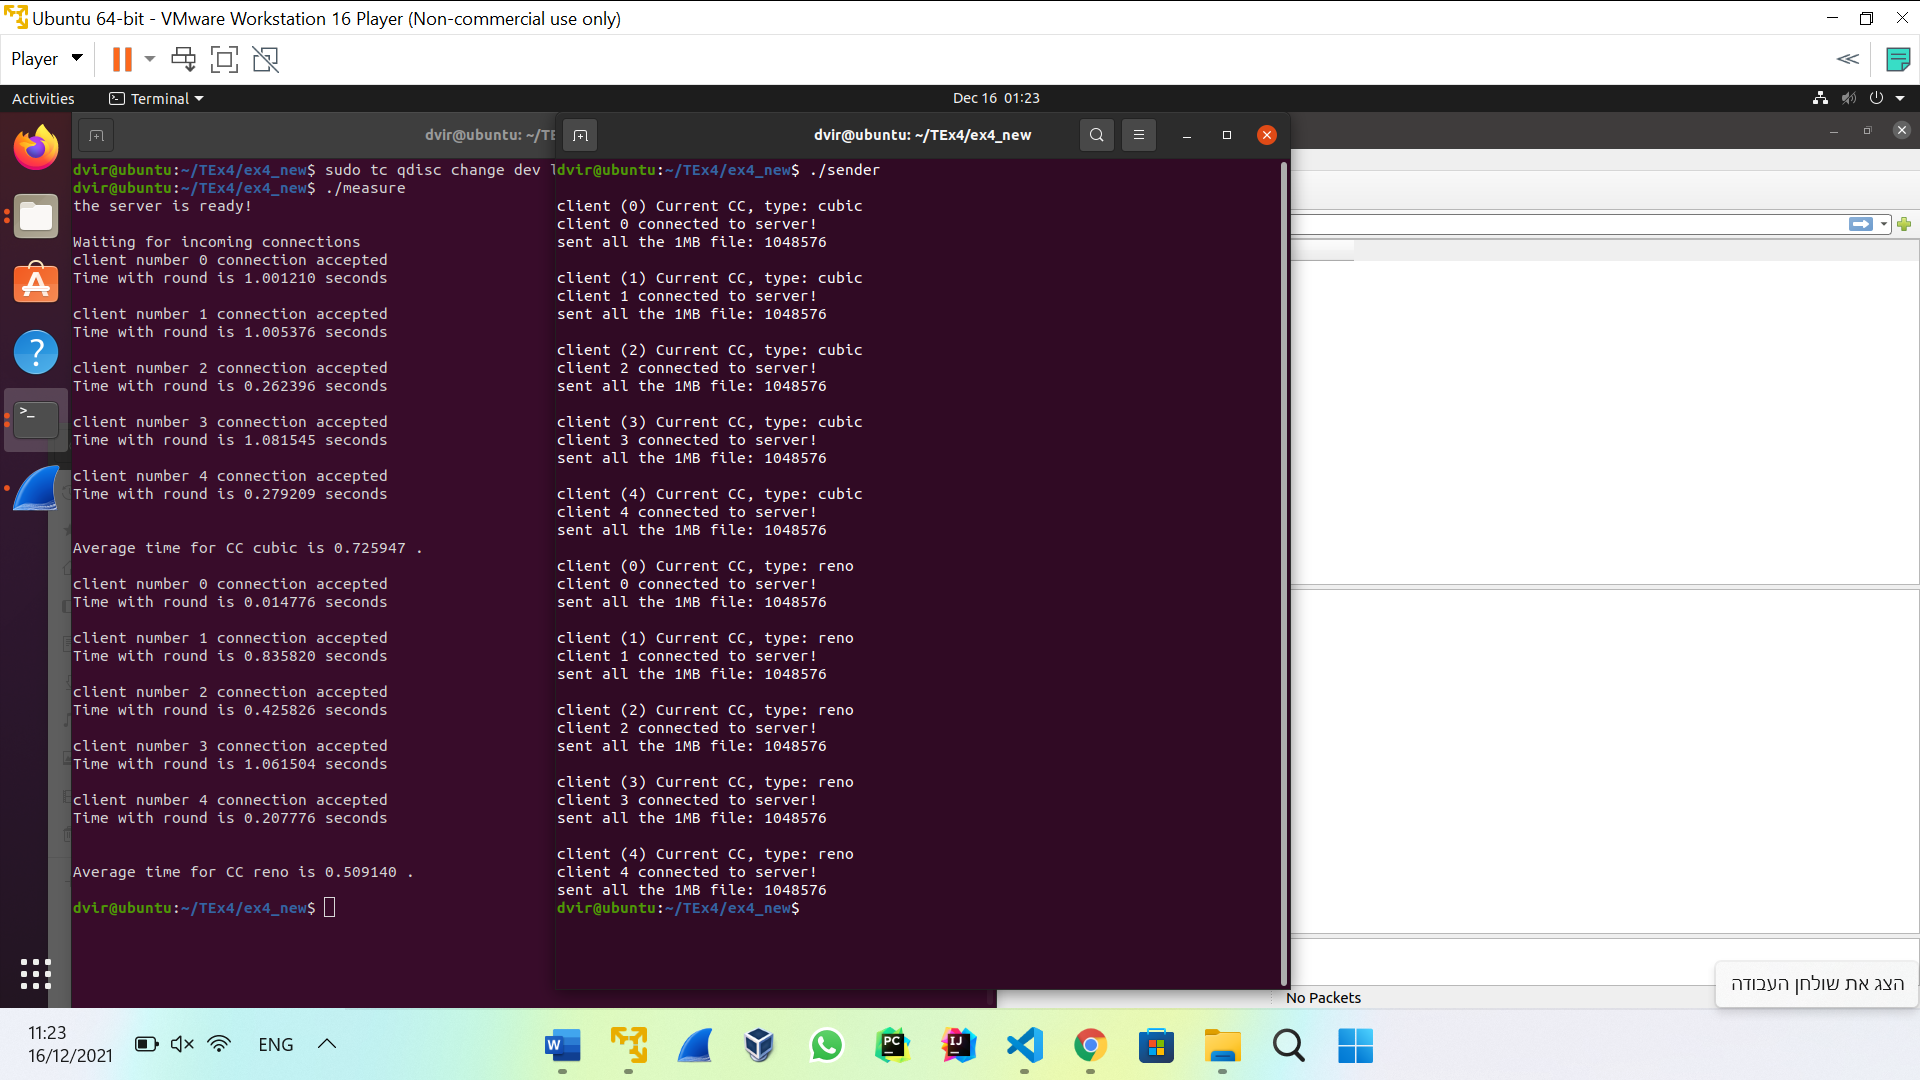 Ubuntu 64-bit - VMware Workstation 16 Player (Non-commercial use only)
Player
Activities
Terminal
Dec 16 01:23
dvir@ubuntu: ~/TE
dvir@ubuntu: ~/TEx4/ex4_new
dvir@ubuntu:~/TEx4/ex4_new$ sudo tc qdisc change dev
dvir@ubuntu:~/TEx4/ex4_new$ ./measure
the server is ready!
Waiting for incoming connections
client number 0 connection accepted
Time with round is 1.001210 seconds
client number 1 connection accepted
Time with round is 1.005376 seconds
client number 2 connection accepted
Time with round is 0.262396 seconds
client number 3 connection accepted
Time with round is 1.081545 seconds
client number 4 connection accepted
Time with round is 0.279209 seconds
Average time for CC cubic is 0.725947 .
client number 0 connection accepted
Time with round is 0.014776 seconds
client number 1 connection accepted
Time with round is 0.835820 seconds
client number 2 connection accepted
Time with round is 0.425826 seconds
client number 3 connection accepted
Time with round is 1.061504 seconds
client number 4 connection accepted
Time with round is 0.207776 seconds
Average time for CC reno is 0.509140 .
dvir@ubuntu:~/TEx4/ex4_new$
dvir@ubuntu:~/TEx4/ex4_new$ ./sender
client (0) Current CC, type: cubic
client 0 connected to server!
sent all the 1MB file: 1048576
client (1) Current CC, type: cubic
client 1 connected to server!
sent all the 1MB file: 1048576
client (2) Current CC, type: cubic
client 2 connected to server!
sent all the 1MB file: 1048576
client (3) Current CC, type: cubic
client 3 connected to server!
sent all the 1MB file: 1048576
client (4) Current CC, type: cubic
client 4 connected to server!
sent all the 1MB file: 1048576
client (0) Current CC, type: reno
client 0 connected to server!
sent all the 1MB file: 1048576
client (1) Current CC, type: reno
client 1 connected to server!
sent all the 1MB file: 1048576
client (2) Current CC, type: reno
client 2 connected to server!
sent all the 1MB file: 1048576
client (3) Current CC, type: reno
client 3 connected to server!
sent all the 1MB file: 1048576
client (4) Current CC, type: reno
client 4 connected to server!
sent all the 1MB file: 1048576
dvir@ubuntu:~/TEx4/ex4_new$
No Packets
הצג את שולחן העבודה
11:23
16/12/2021
ENG